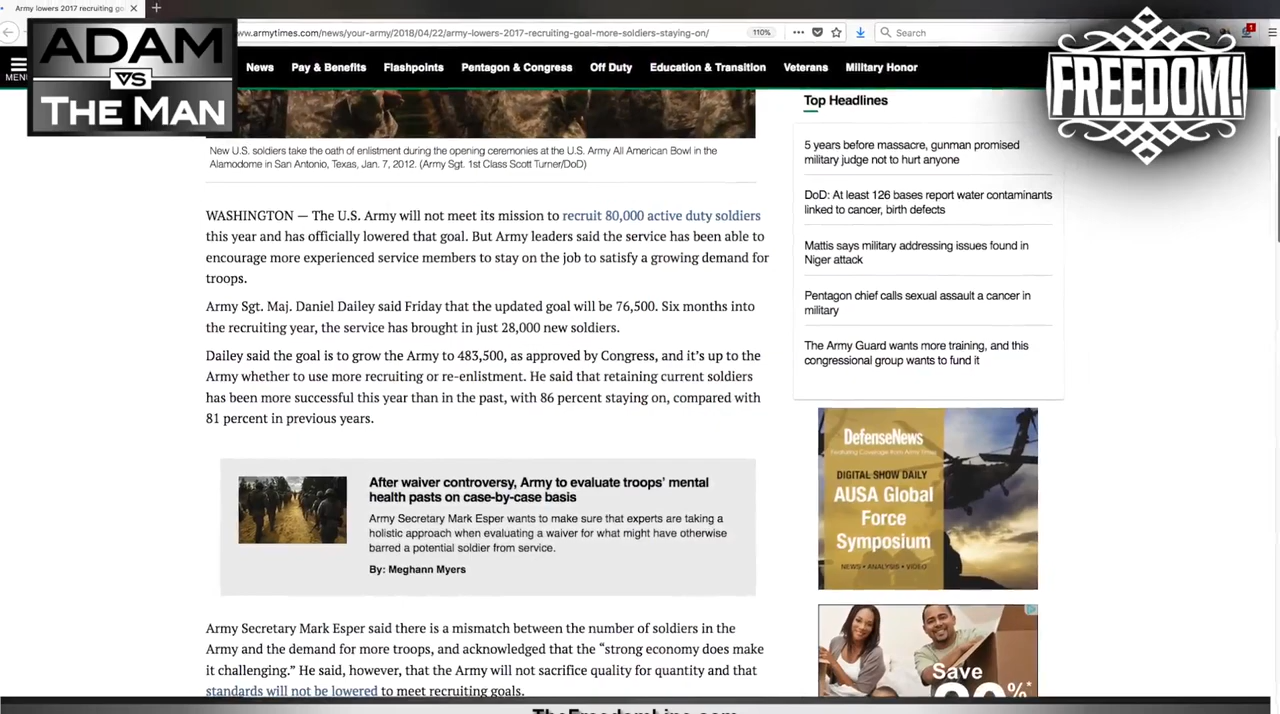 Army lowers 2017 recruiting go
ww.armytimes.com/news/your-army/2018/04/22/army-lowers-2017-recruiting-goal-more-soldiers-staying-on/
110%
Search
1
ADAM
VS
THE MAN
FREEDOM!
MENU
News
Pay & Benefits
Flashpoints
Pentagon & Congress
Off Duty
Education & Transition
Veterans
Military Honor
New U.S. soldiers take the oath of enlistment during the opening ceremonies at the U.S. Army All American Bowl in the
Alamodome in San Antonio, Texas, Jan. 7, 2012. (Army Sgt. 1st Class Scott Turner/DoD)
WASHINGTON — The U.S. Army will not meet its mission to recruit 80,000 active duty soldiers
this year and has officially lowered that goal. But Army leaders said the service has been able to
encourage more experienced service members to stay on the job to satisfy a growing demand for
troops.
Army Sgt. Maj. Daniel Dailey said Friday that the updated goal will be 76,500. Six months into
the recruiting year, the service has brought in just 28,000 new soldiers.
Dailey said the goal is to grow the Army to 483,500, as approved by Congress, and it's up to the
Army whether to use more recruiting or re-enlistment. He said that retaining current soldiers
has been more successful this year than in the past, with 86 percent staying on, compared with
81 percent in previous years.
After waiver controversy, Army to evaluate troops' mental
health pasts on case-by-case basis
Army Secretary Mark Esper wants to make sure that experts are taking a
holistic approach when evaluating a waiver for what might have otherwise
barred a potential soldier from service.
By: Meghann Myers
Army Secretary Mark Esper said there is a mismatch between the number of soldiers in the
Army and the demand for more troops, and acknowledged that the “strong economy does make
it challenging.” He said, however, that the Army will not sacrifice quality for quantity and that
standards will not be lowered to meet recruiting goals.
Top Headlines
5 years before massacre, gunman promised
military judge not to hurt anyone
DoD: At least 126 bases report water contaminants
linked to cancer, birth defects
Mattis says military addressing issues found in
Niger attack
Pentagon chief calls sexual assault a cancer in
military
The Army Guard wants more training, and this
congressional group wants to fund it
DefenseNews
Featuring Coverage from Army Times
DIGITAL SHOW DAILY
AUSA Global
Force
Symposium
NEWS • ANALYSIS • VIDEO
Save